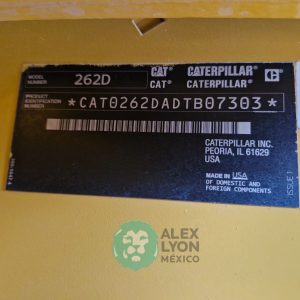 MODEL NUMBER 262D CAT CATERPILLAR C
CAT CATERPILLAR
PRODUCT IDENTIFICATION NUMBER *CAT0262DADTB07303*
CATERPILLAR INC.
PEORIA, IL 61629
USA
MADE IN USA
OF DOMESTIC AND
FOREIGN COMPONENTS
ISSUE 1
ALEX
LYON
MÉXICO